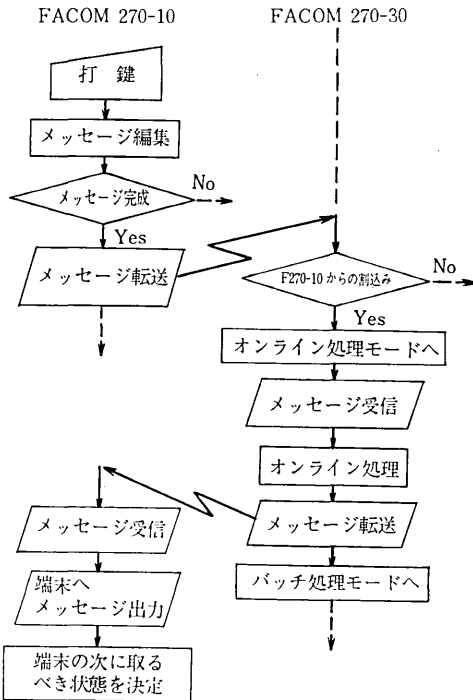 FACOM 270-10
打鍵
メッセージ編集
メッセージ完成
No
Yes
メッセージ転送
FACOM 270-30
F270-10からの割込み
No
Yes
オンライン処理モードへ
メッセージ受信
オンライン処理
メッセージ転送
バッチ処理モードへ
メッセージ受信
端末へ
メッセージ出力
端末の次に取る
べき状態を決定